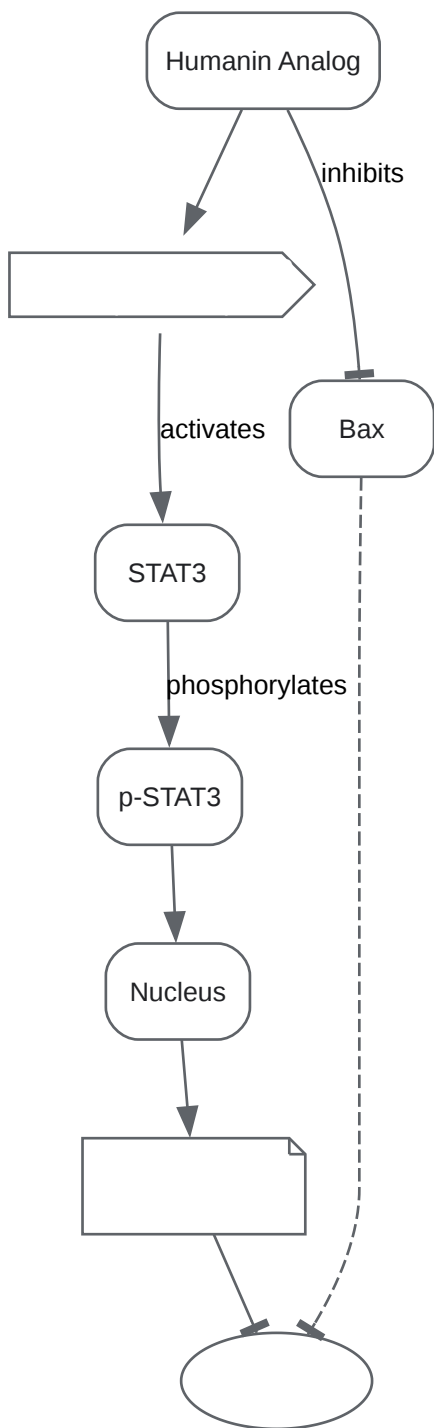 Humanin Analog
inhibits
activates
Bax
STAT3
phosphorylates
p-STAT3
Nucleus